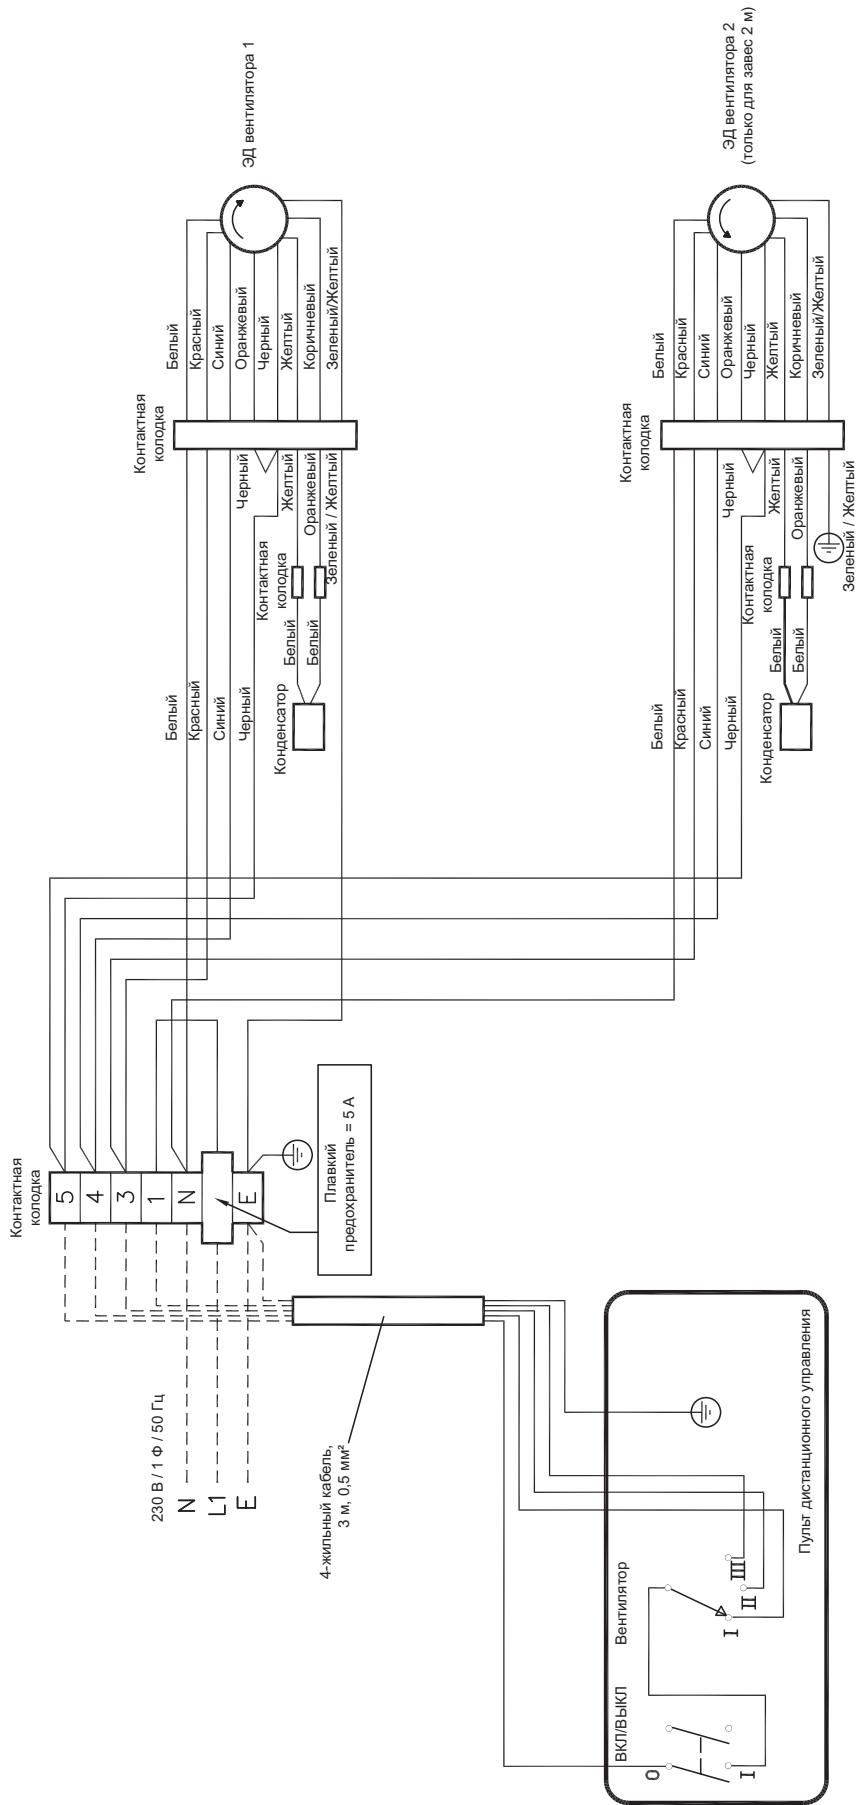 ЭД вентилятора 1
Белый
Красный
Синий
Оранжевый
Черный
Желтый
Коричневый
Зеленый/Желтый
Контактная
колодка
Черный
Желтый
Оранжевый
Зеленый / Желтый
Контактная
колодка
Белый
Белый
Конденсатор
Белый
Красный
Синий
Черный
ЭД вентилятора 2
(только для завес 2 м)
Белый
Красный
Синий
Оранжевый
Черный
Желтый
Коричневый
Зеленый/Желтый
Контактная
колодка
Черный
Желтый
Оранжевый
Зеленый / Желтый
Контактная
колодка
Белый
Белый
Конденсатор
Белый
Красный
Синий
Черный
Контактная
колодка
5
4
3
1
N
E
Плавкий
предохранитель = 5 А
230 В / 1 Ф / 50 Гц
N
L1
E
4-жильный кабель,
3 м, 0,5 мм²
Пульт дистанционного управления
Вентилятор
III
II
I
ВКЛ/ВЫКЛ
O
I